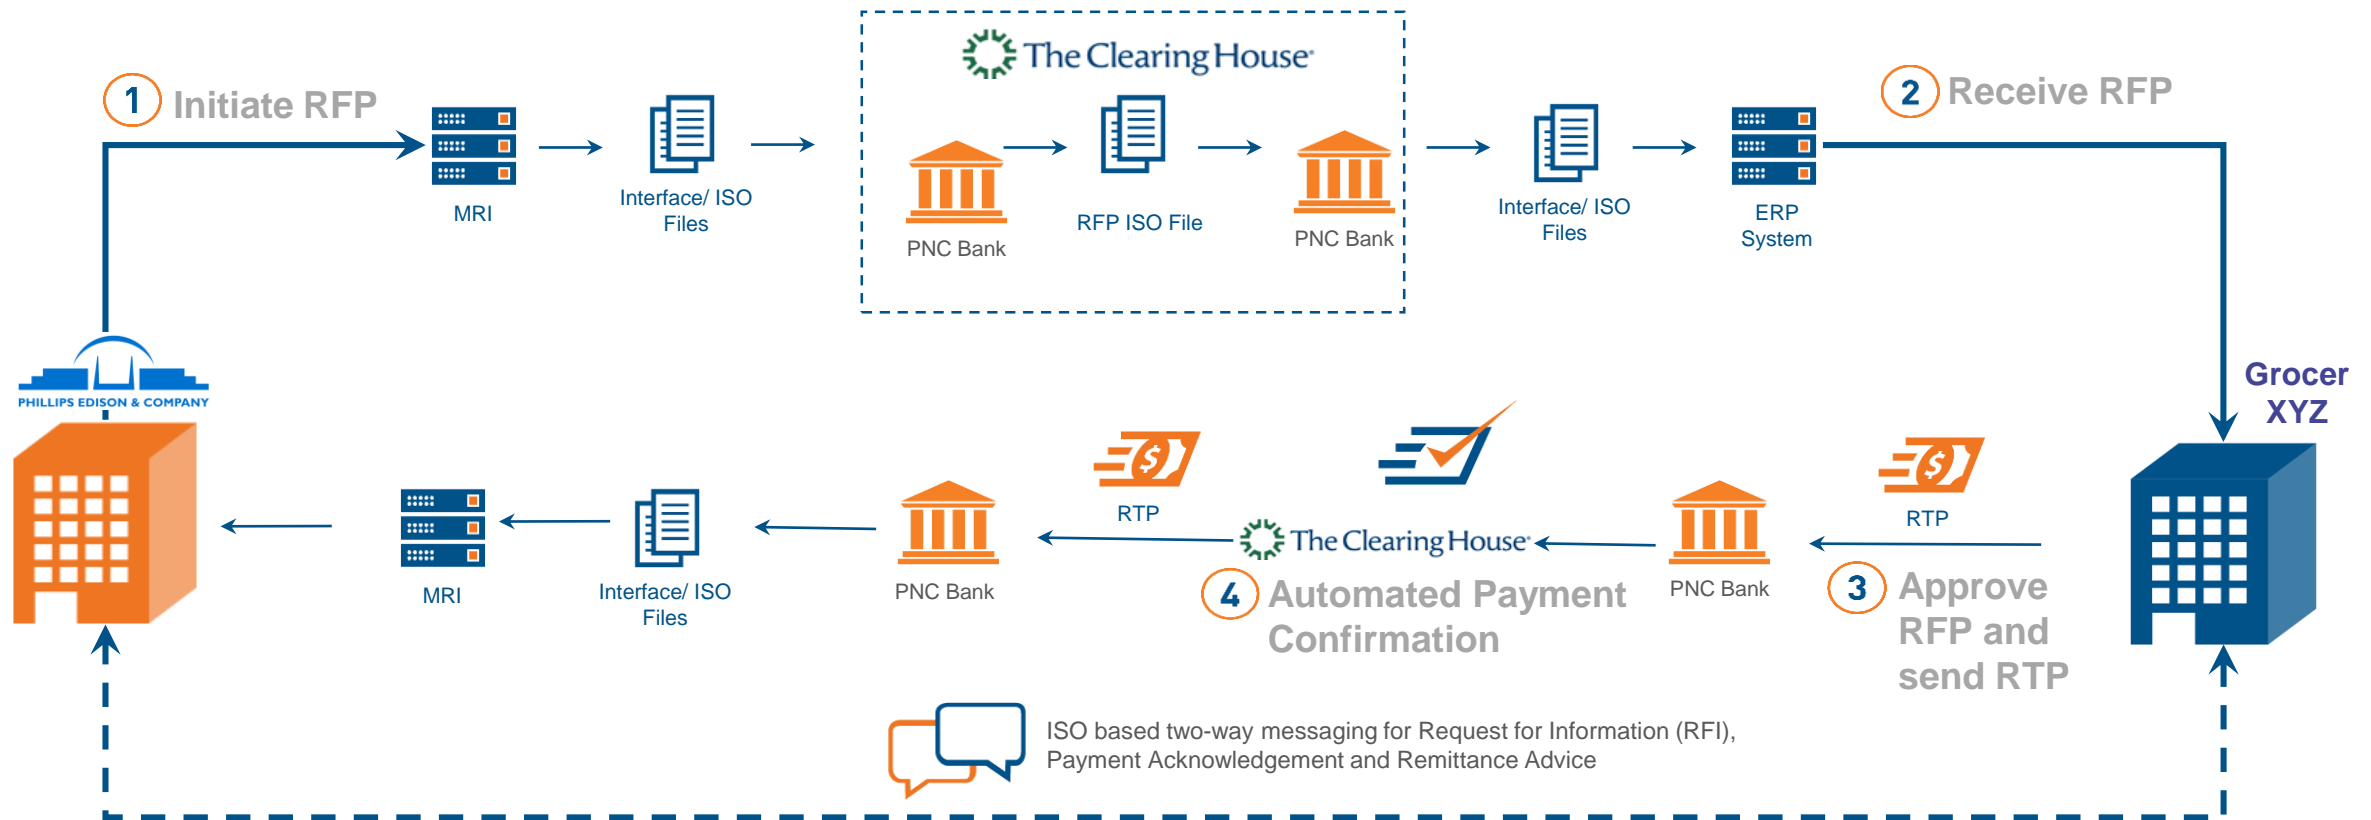 The Clearing House
1 Initiate RFP
2 Receive RFP
MRI
Interface/ ISO
Files
PNC Bank
RFP ISO File
PNC Bank
Interface/ ISO
Files
ERP
System
PHILLIPS EDISON & COMPANY
Grocer
XYZ
MRI
Interface/ ISO
Files
PNC Bank
RTP
The Clearing House
4 Automated Payment
Confirmation
PNC Bank
RTP
3 Approve
RFP and
send RTP
ISO based two-way messaging for Request for Information (RFI),
Payment Acknowledgement and Remittance Advice